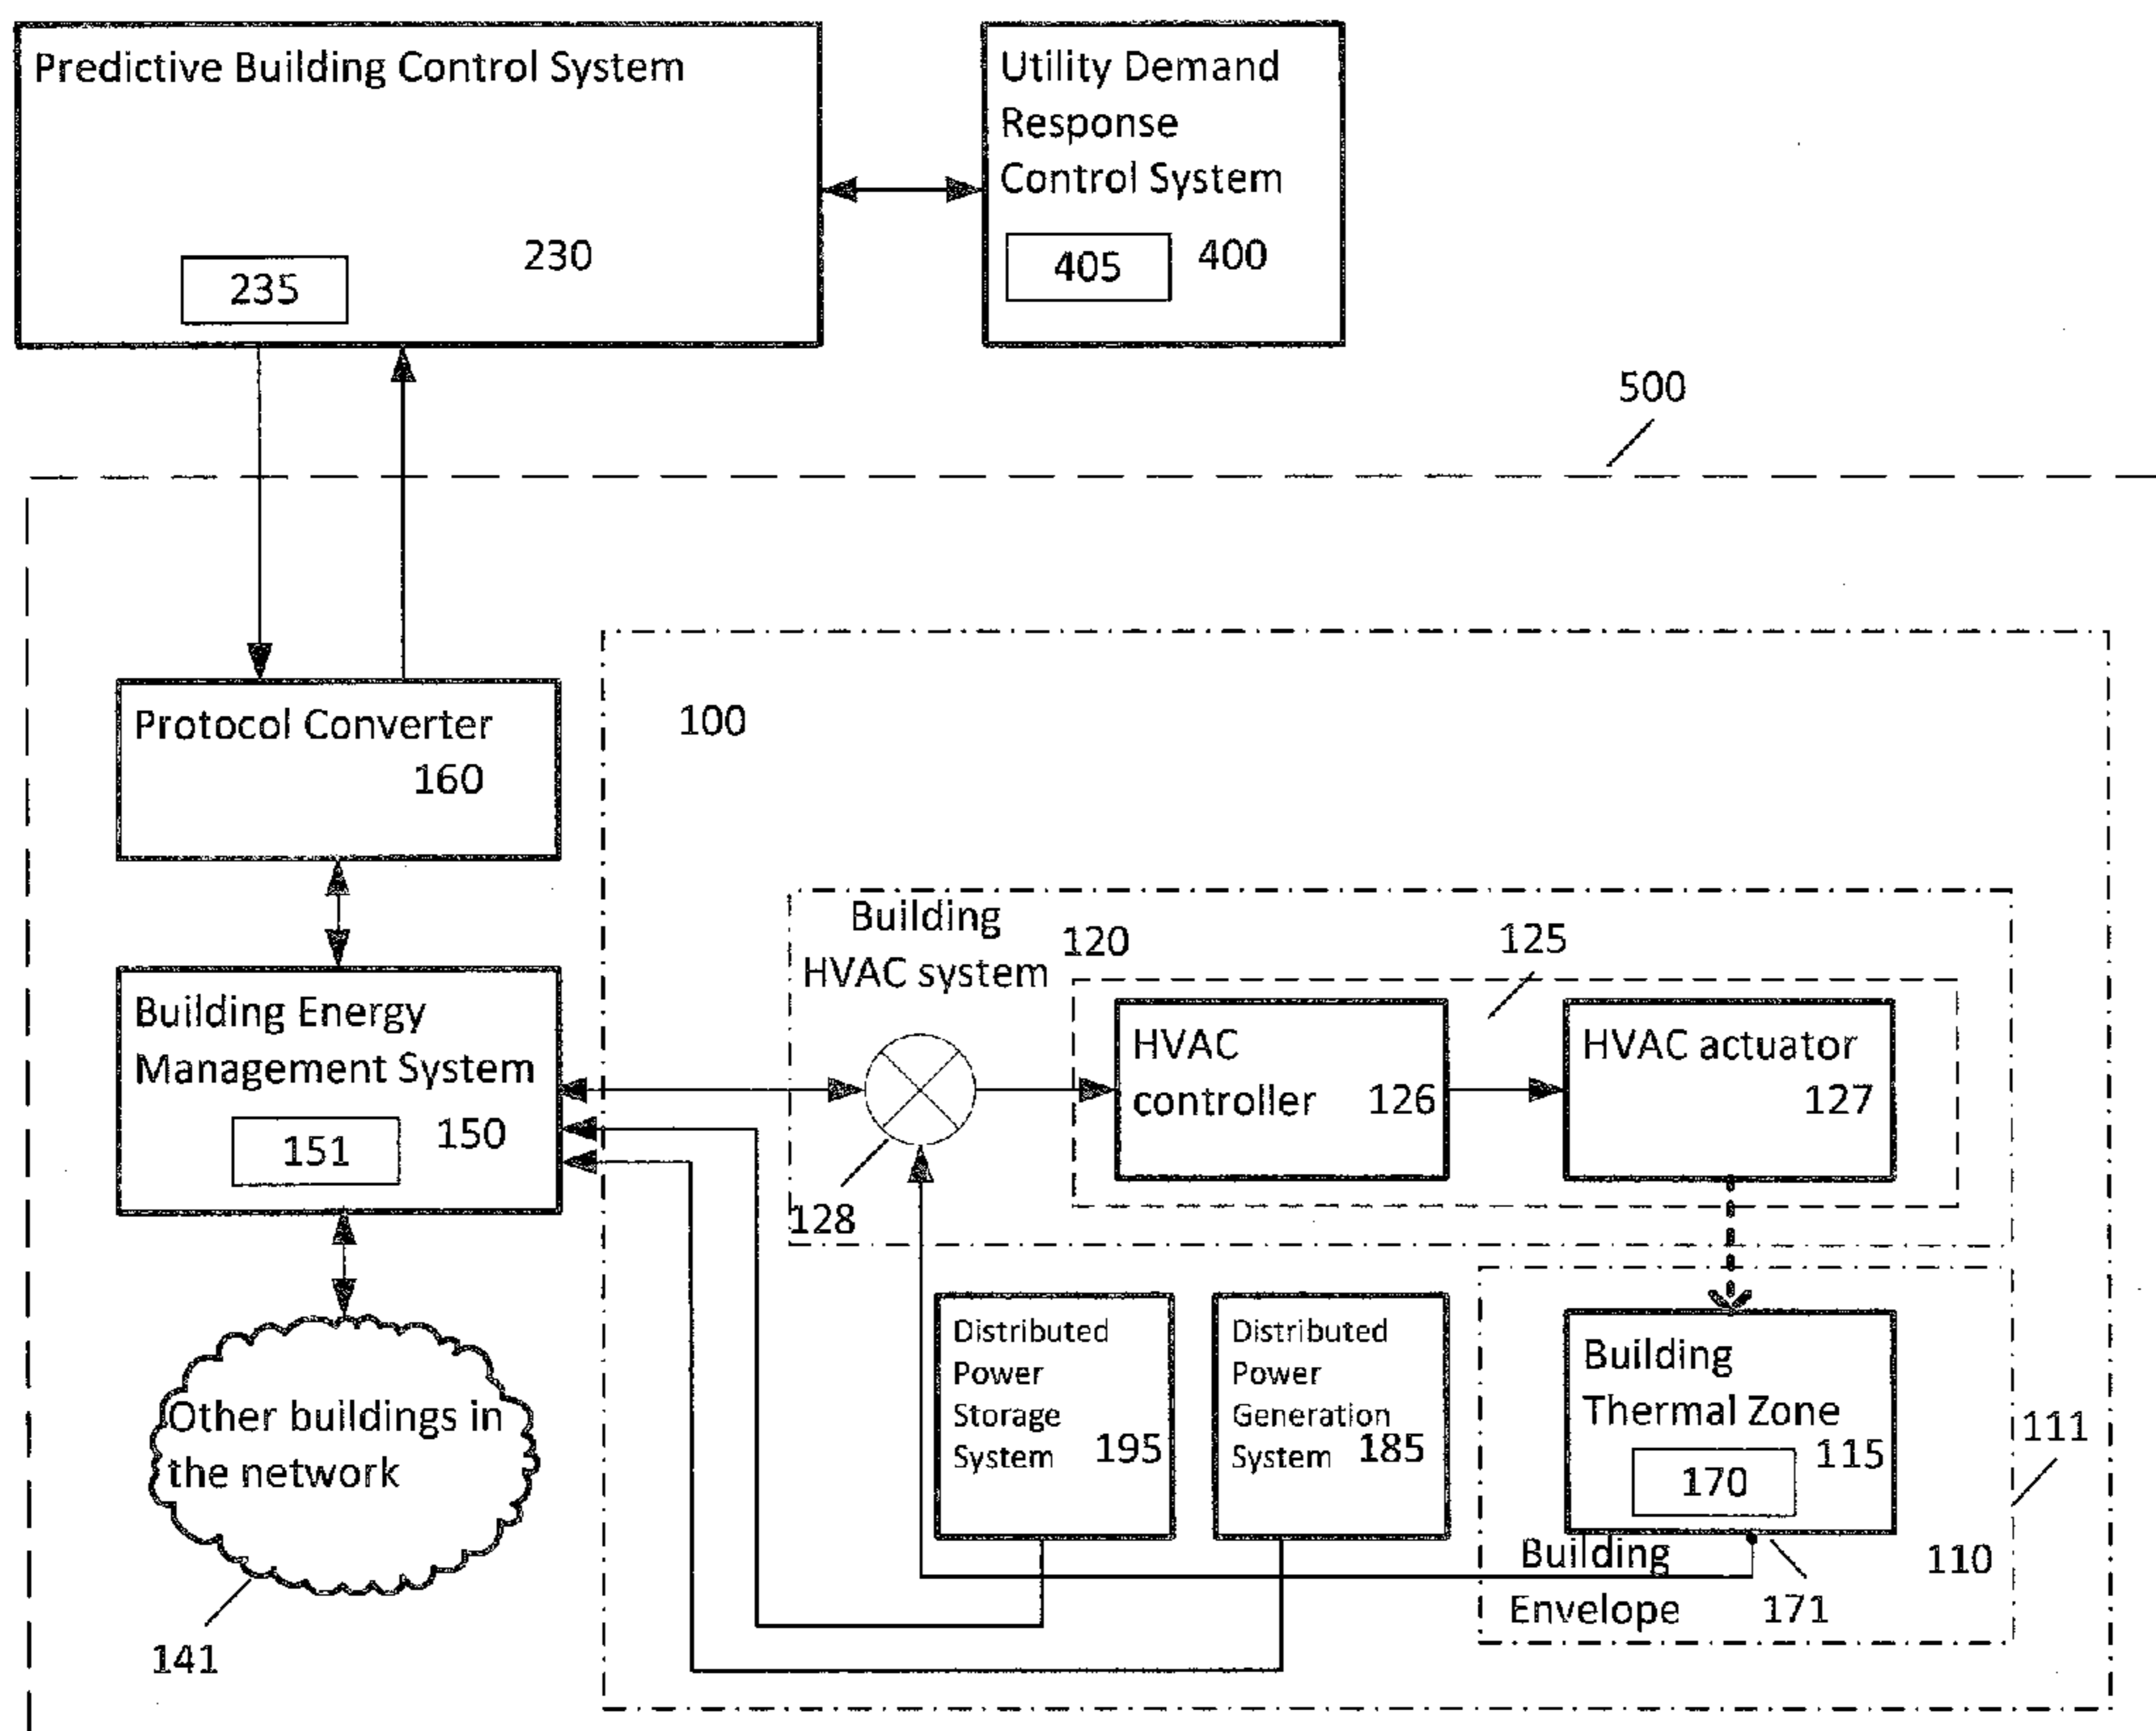 Predictive Building Control System
230
235
Utility Demand
Response
Control System
405
400
500
Protocol Converter
160
100
Building
HVAC system
120
125
Building Energy
Management System
151
150
HVAC
controller
126
HVAC actuator
127
128
Other buildings in
the network
141
Distributed
Power
Storage
System
195
Distributed
Power
Generation
System
185
Building
Thermal Zone
115
170
111
Building
Envelope
110
171